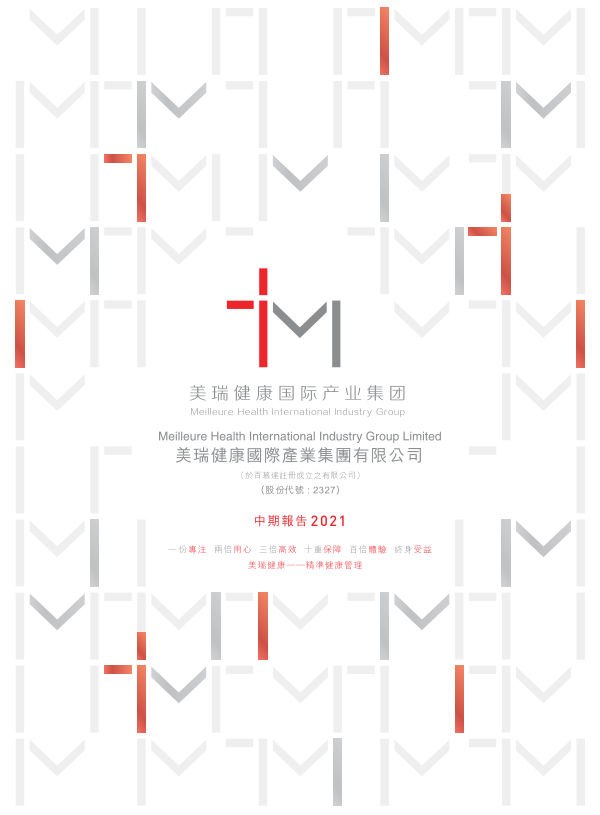 美瑞健康国际产业集团
Meilleure Health International Industry Group
Meilleure Health International Industry Group Limited
美瑞健康國際產業集團有限公司
（於百慕達註冊成立之有限公司）
（股份代號 : 2327）
中期報告 2021
一份專注 兩倍用心 三倍高效 十重保障 百倍體驗 終身受益
美瑞健康——精準健康管理